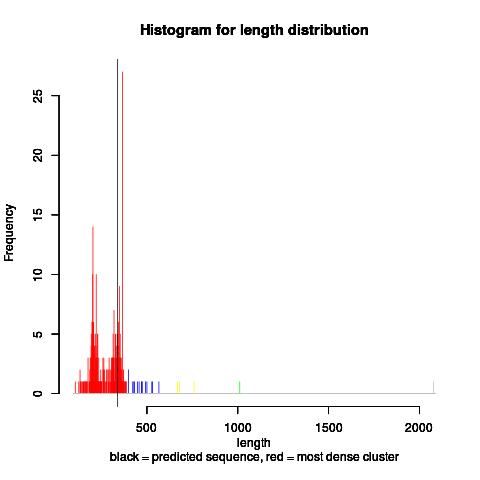 Histogram for length distribution
Frequency
25
20
15
10
5
0
500
1000
1500
2000
length
black = predicted sequence, red = most dense cluster